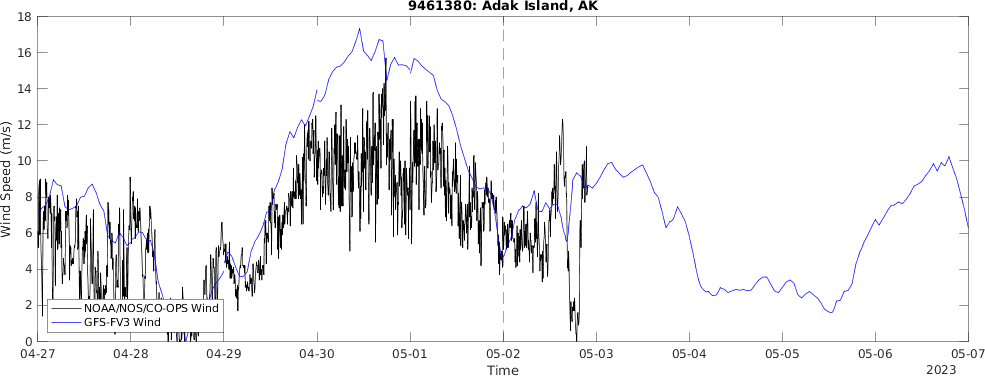 9461380: Adak Island, AK
18
16
14
12
10
8
6
4
2
0
Wind Speed (m/s)
NOAA/NOS/CO-OPS Wind
GFS-FV3 Wind
04-27 04-28 04-29 04-30 05-01 05-02 05-03 05-04 05-05 05-06 05-07
Time
2023